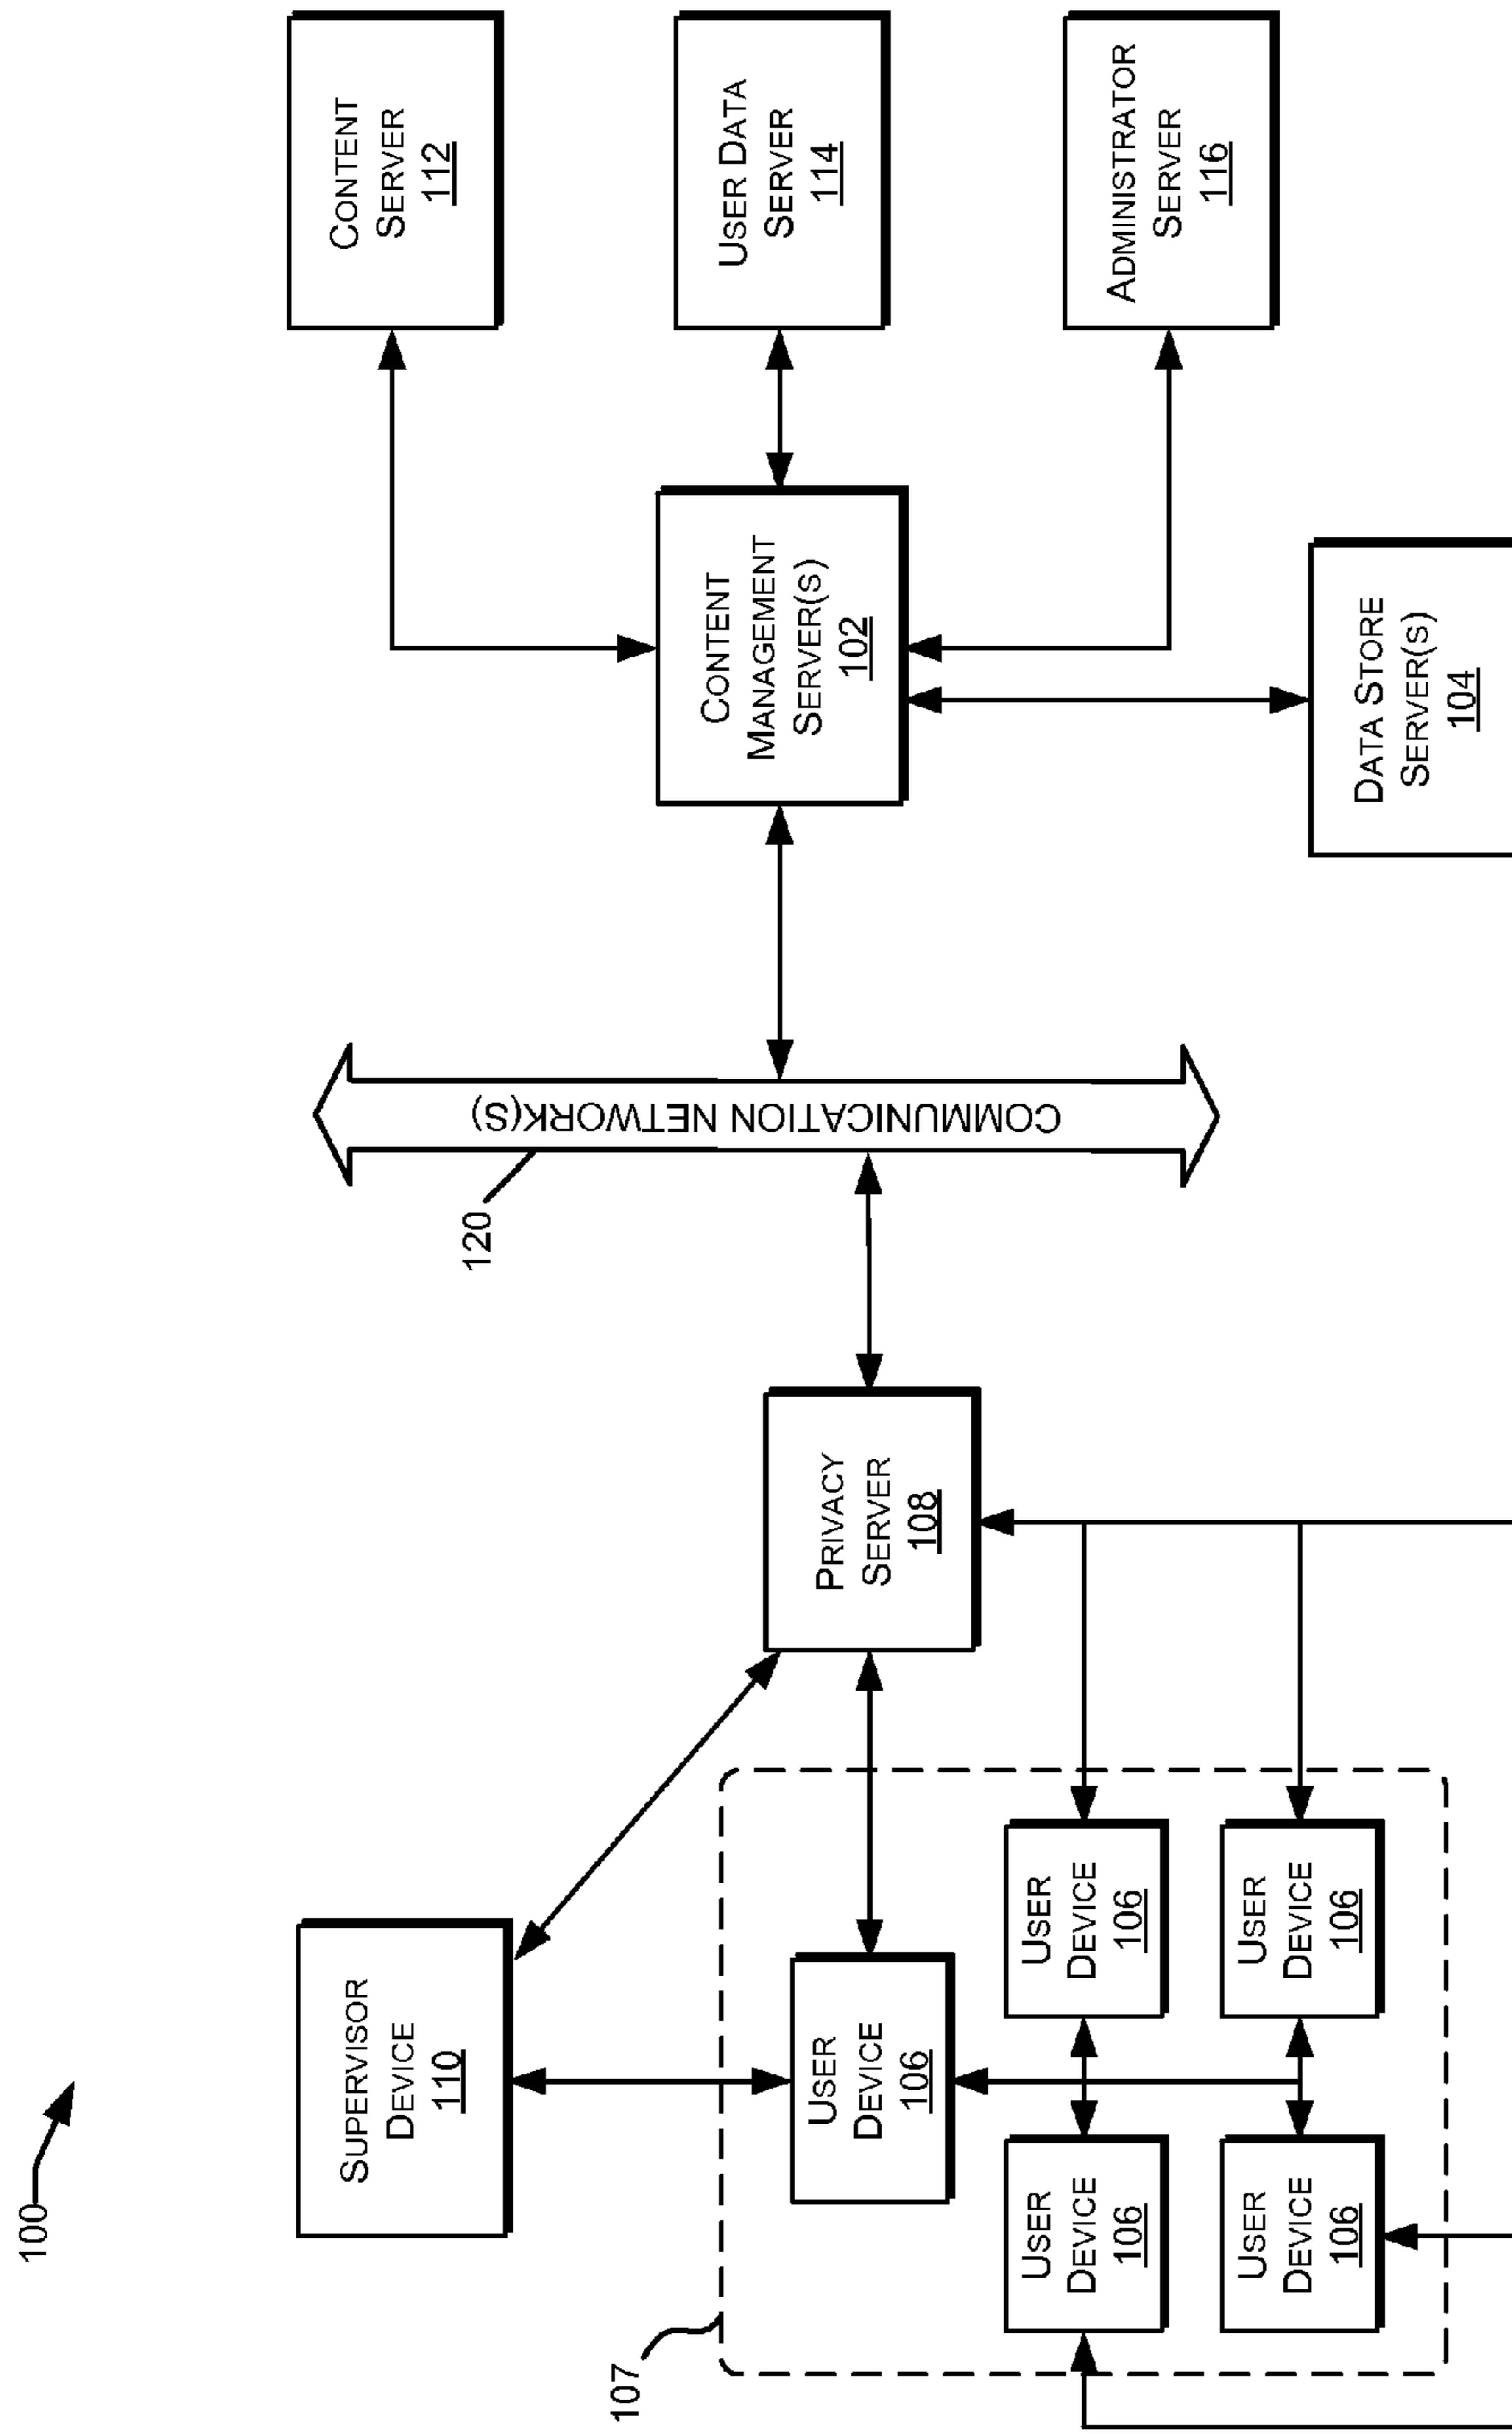 100
SUPERVISOR
DEVICE
110
107
USER
DEVICE
106
USER
DEVICE
106
USER
DEVICE
106
USER
DEVICE
106
USER
DEVICE
106
PRIVACY
SERVER
108
120
COMMUNICATION NETWORK(S)
CONTENT
MANAGEMENT
SERVER(S)
102
DATA STORE
SERVER(S)
104
CONTENT
SERVER
112
USER DATA
SERVER
114
ADMINISTRATOR
SERVER
116